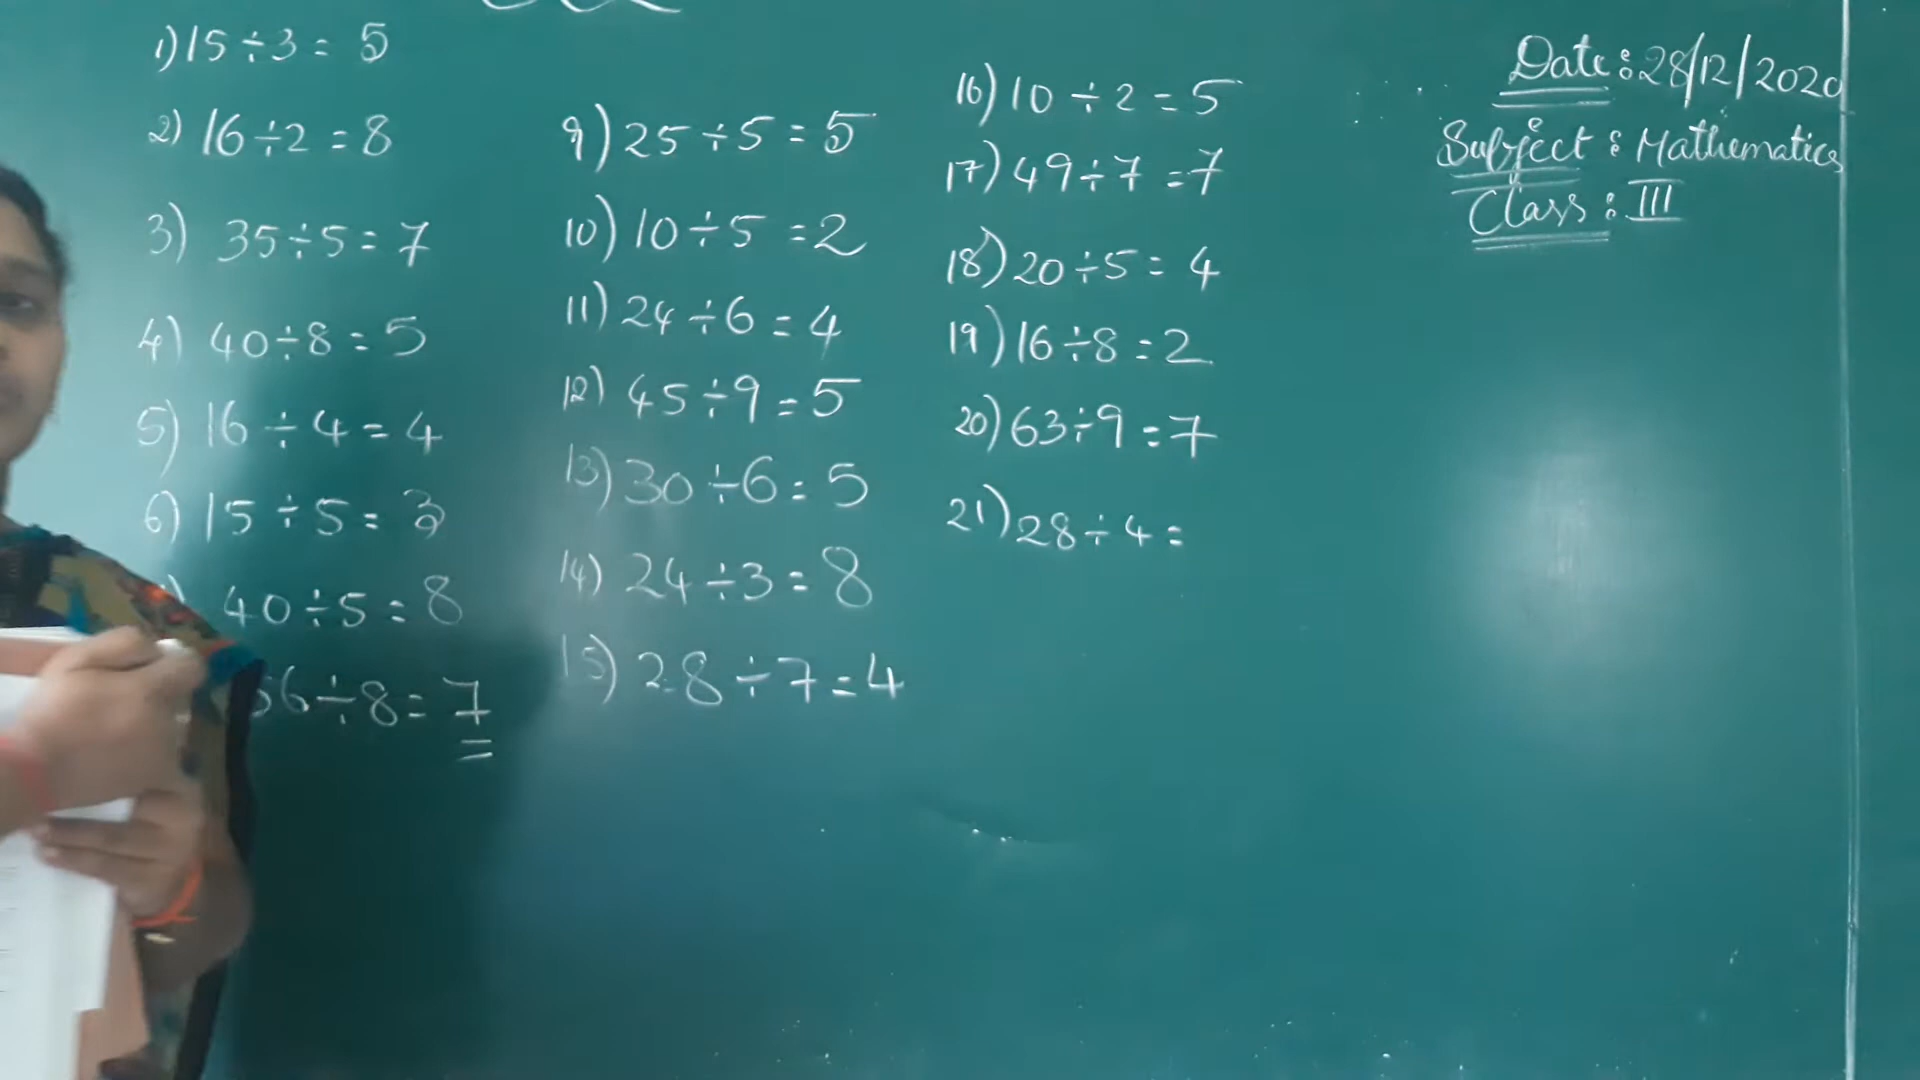 1) 15 ÷ 3 = 5
2) 16 ÷ 2 = 8
3) 35 ÷ 5 = 7
4) 40 ÷ 8 = 5
5) 16 ÷ 4 = 4
6) 15 ÷ 5 = 3
) 40 ÷ 5 = 8
6 ÷ 8 = 7
9) 25 ÷ 5 = 5
10) 10 ÷ 5 = 2
11) 24 ÷ 6 = 4
12) 45 ÷ 9 = 5
13) 30 ÷ 6 = 5
14) 24 ÷ 3 = 8
15) 28 ÷ 7 = 4
16) 10 ÷ 2 = 5
17) 49 ÷ 7 = 7
18) 20 ÷ 5 = 4
19) 16 ÷ 8 = 2
20) 63 ÷ 9 = 7
21) 28 ÷ 4 =
Date : 28/12/2020
Subject : Mathematics
Class : III